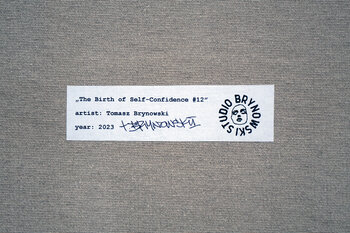 „The Birth of Self-Confidence #12”
artist: Tomasz Brynowski
year: 2023
BRYNOWSKI STUDIO